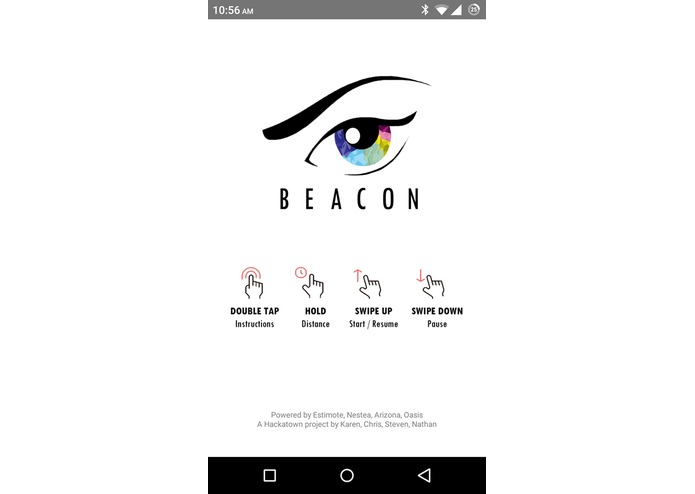 10:56 AM
25
BEACON
DOUBLE TAP HOLD SWIPE UP SWIPE DOWN
Instructions Distance Start / Resume Pause
Powered by Estimote, Nestea, Arizona, Oasis
A Hackatown project by Karen, Chris, Steven, Nathan